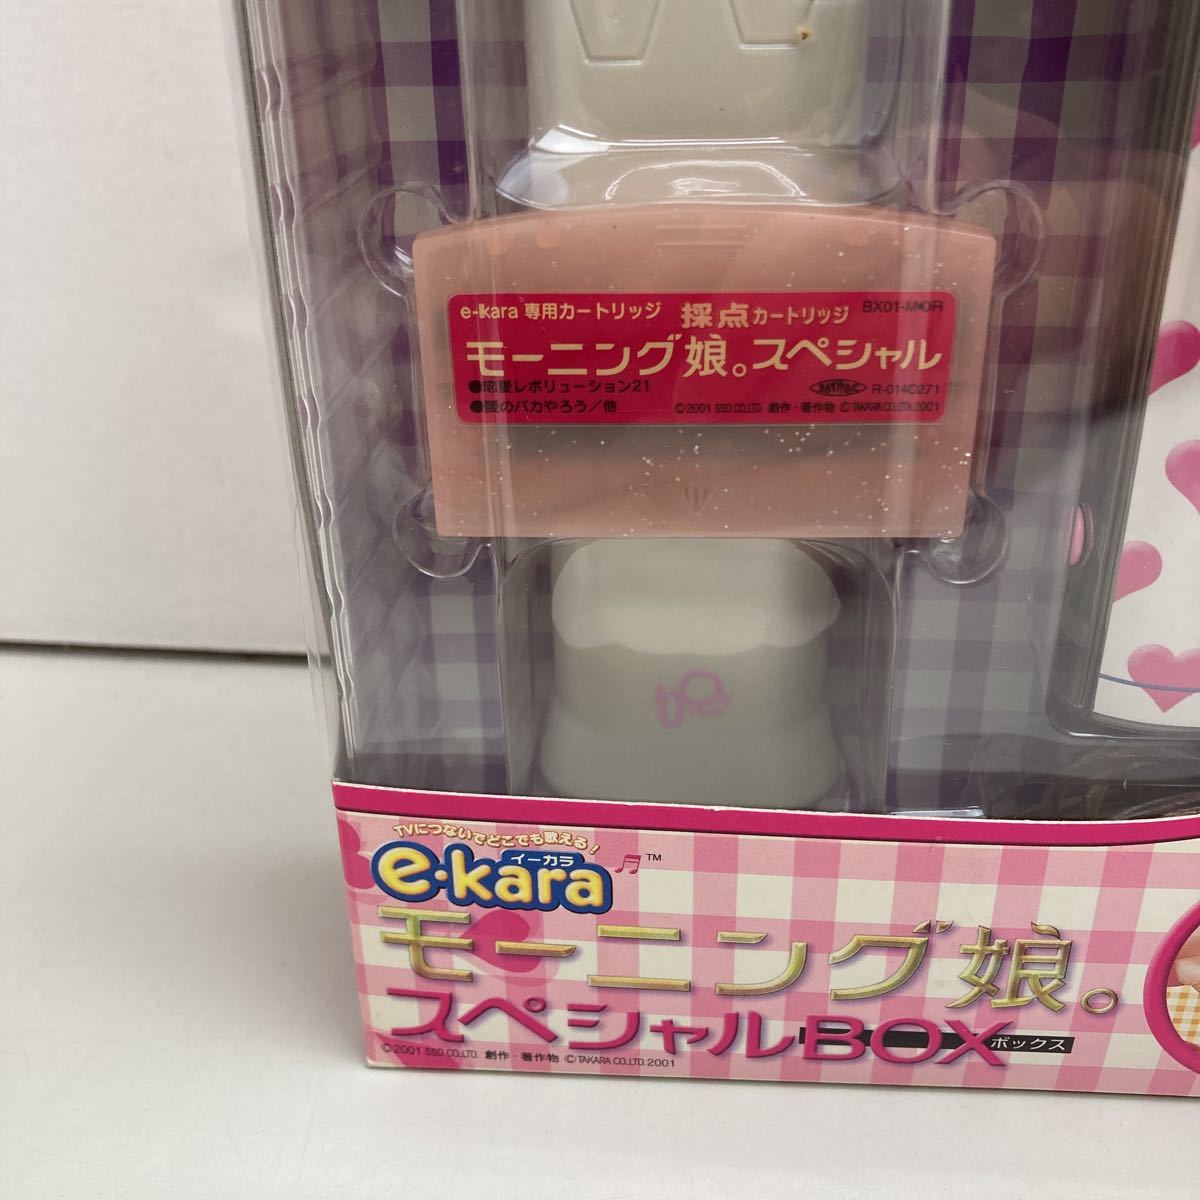 e-kara 専用カートリッジ 採点カートリッジ BX01-MOR
モーニング娘。スペシャル
●恋愛レボリューション21
●愛のバカやろう/他
JASRAC R-0140271
©2001 SSD CO.,LTD. 創作・著作物 ©TAKARA CO.,LTD. 2001
TVにつないでどこでも歌える!
イーカラ
e·kara ™
モーニング娘。
スペシャルBOX
ボックス
©2001 SSD CO.,LTD. 創作・著作物 ©TAKARA CO.,LTD. 2001